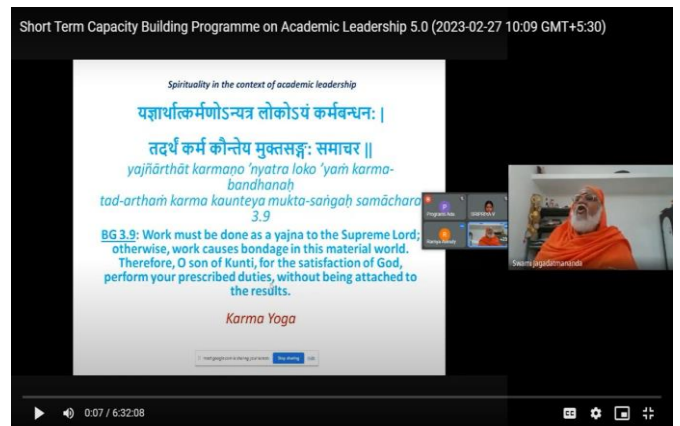 Short Term Capacity Building Programme on Academic Leadership 5.0 (2023-02-27 10:09 GMT+5:30)
Spirituality in the context of academic leadership
यज्ञार्थात्कर्मणोऽन्यत्र लोकोऽयं कर्मबन्धन: |
तदर्थं कर्म कौन्तेय मुक्तसङ्ग: समाचर ||
yajñārthāt karmaṇo 'nyatra loko 'yaṁ karma-
bandhanaḥ
tad-arthaṁ karma kaunteya mukta-saṅgaḥ samāchara
3.9
BG 3.9: Work must be done as a yajna to the Supreme Lord;
otherwise, work causes bondage in this material world.
Therefore, O son of Kunti, for the satisfaction of God,
perform your prescribed duties, without being attached to
the results.
Karma Yoga
Stop sharing
Swami Jagadatmananda
0:07 / 6:32:08
CC